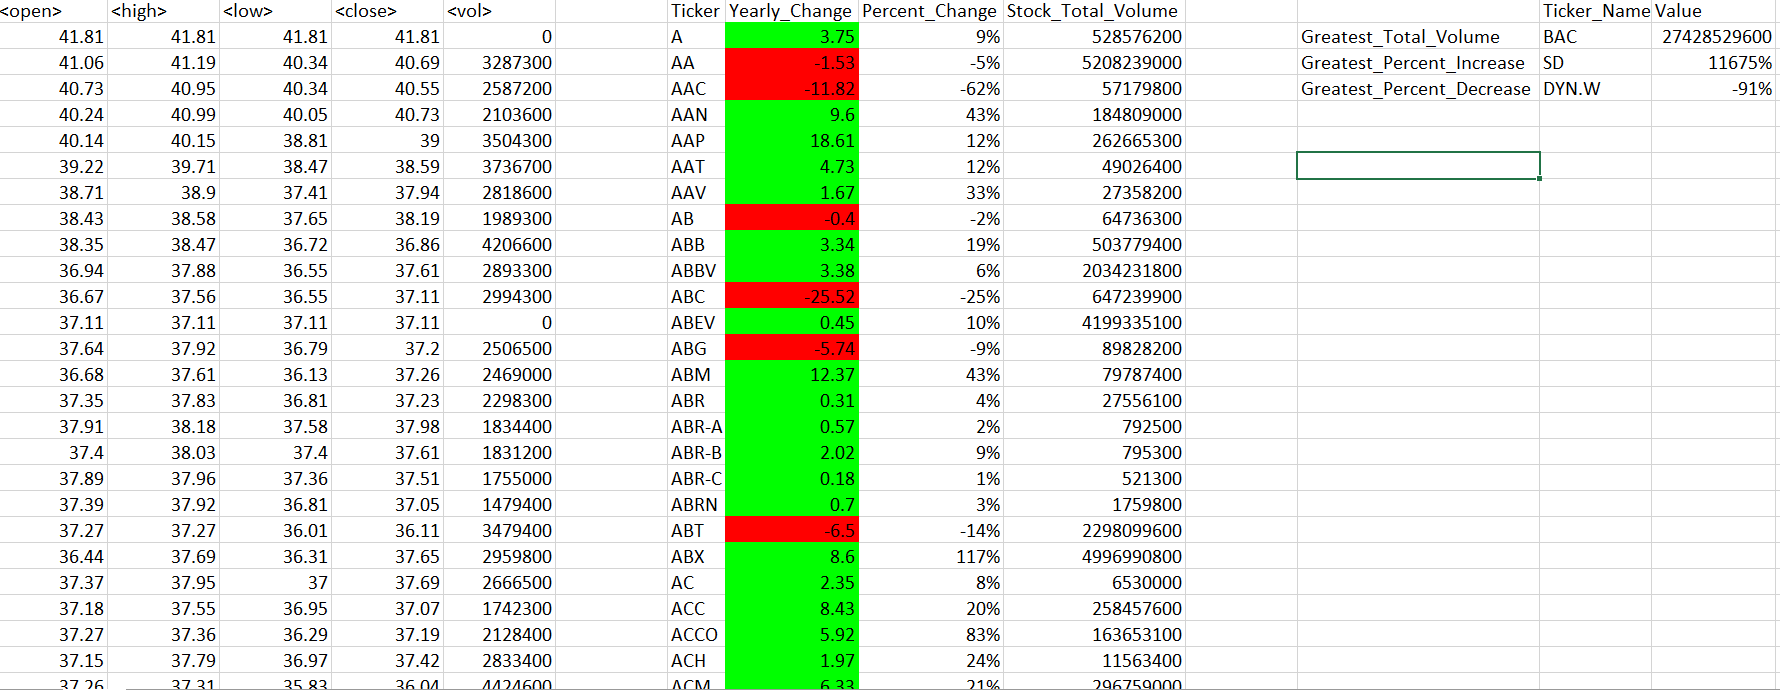 <open> <high> <low> <close> <vol> Ticker Yearly_Change Percent_Change Stock_Total_Volume Ticker_Name Value
41.81 41.81 41.81 41.81 0 A 3.75 9% 528576200 Greatest_Total_Volume BAC 27428529600
41.06 41.19 40.34 40.69 3287300 AA -1.53 -5% 5208239000 Greatest_Percent_Increase SD 11675%
40.73 40.95 40.34 40.55 2587200 AAC -11.82 -62% 57179800 Greatest_Percent_Decrease DYN.W -91%
40.24 40.99 40.05 40.73 2103600 AAN 9.6 43% 184809000
40.14 40.15 38.81 39 3504300 AAP 18.61 12% 262665300
39.22 39.71 38.47 38.59 3736700 AAT 4.73 12% 49026400
38.71 38.9 37.41 37.94 2818600 AAV 1.67 33% 27358200
38.43 38.58 37.65 38.19 1989300 AB -0.4 -2% 64736300
38.35 38.47 36.72 36.86 4206600 ABB 3.34 19% 503779400
36.94 37.88 36.55 37.61 2893300 ABBV 3.38 6% 2034231800
36.67 37.56 36.55 37.11 2994300 ABC -25.52 -25% 647239900
37.11 37.11 37.11 37.11 0 ABEV 0.45 10% 4199335100
37.64 37.92 36.79 37.2 2506500 ABG -5.74 -9% 89828200
36.68 37.61 36.13 37.26 2469000 ABM 12.37 43% 79787400
37.35 37.83 36.81 37.23 2298300 ABR 0.31 4% 27556100
37.91 38.18 37.58 37.98 1834400 ABR-A 0.57 2% 792500
37.4 38.03 37.4 37.61 1831200 ABR-B 2.02 9% 795300
37.89 37.96 37.36 37.51 1755000 ABR-C 0.18 1% 521300
37.39 37.92 36.81 37.05 1479400 ABRN 0.7 3% 1759800
37.27 37.27 36.01 36.11 3479400 ABT -6.5 -14% 2298099600
36.44 37.69 36.31 37.65 2959800 ABX 8.6 117% 4996990800
37.37 37.95 37 37.69 2666500 AC 2.35 8% 6530000
37.18 37.55 36.95 37.07 1742300 ACC 8.43 20% 258457600
37.27 37.36 36.29 37.19 2128400 ACCO 5.92 83% 163653100
37.15 37.79 36.97 37.42 2833400 ACH 1.97 24% 11563400
37.26 37.31 35.83 36.04 4424600 ACM 6.33 21% 296759000